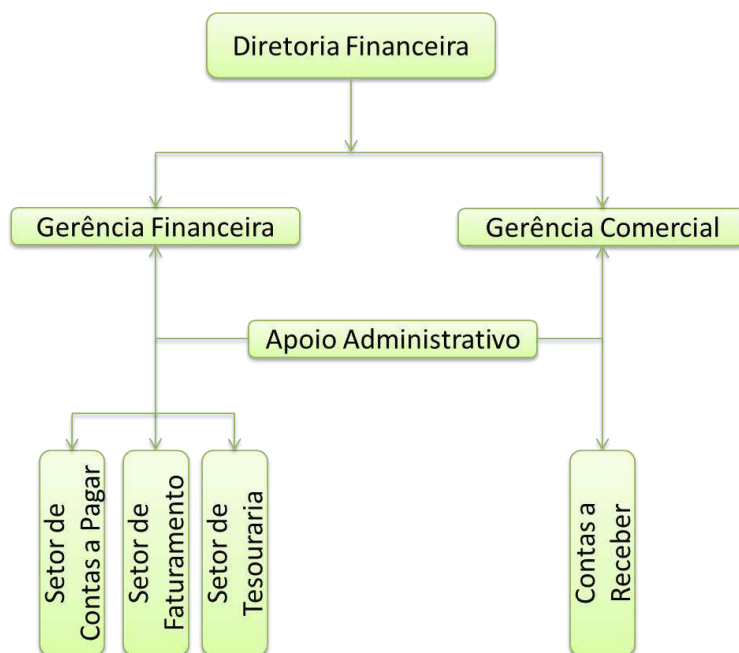 Diretoria Financeira
Gerência Financeira
Gerência Comercial
Apoio Administrativo
Setor de
Contas a Pagar
Setor de
Faturamento
Setor de
Tesouraria
Contas a
Receber